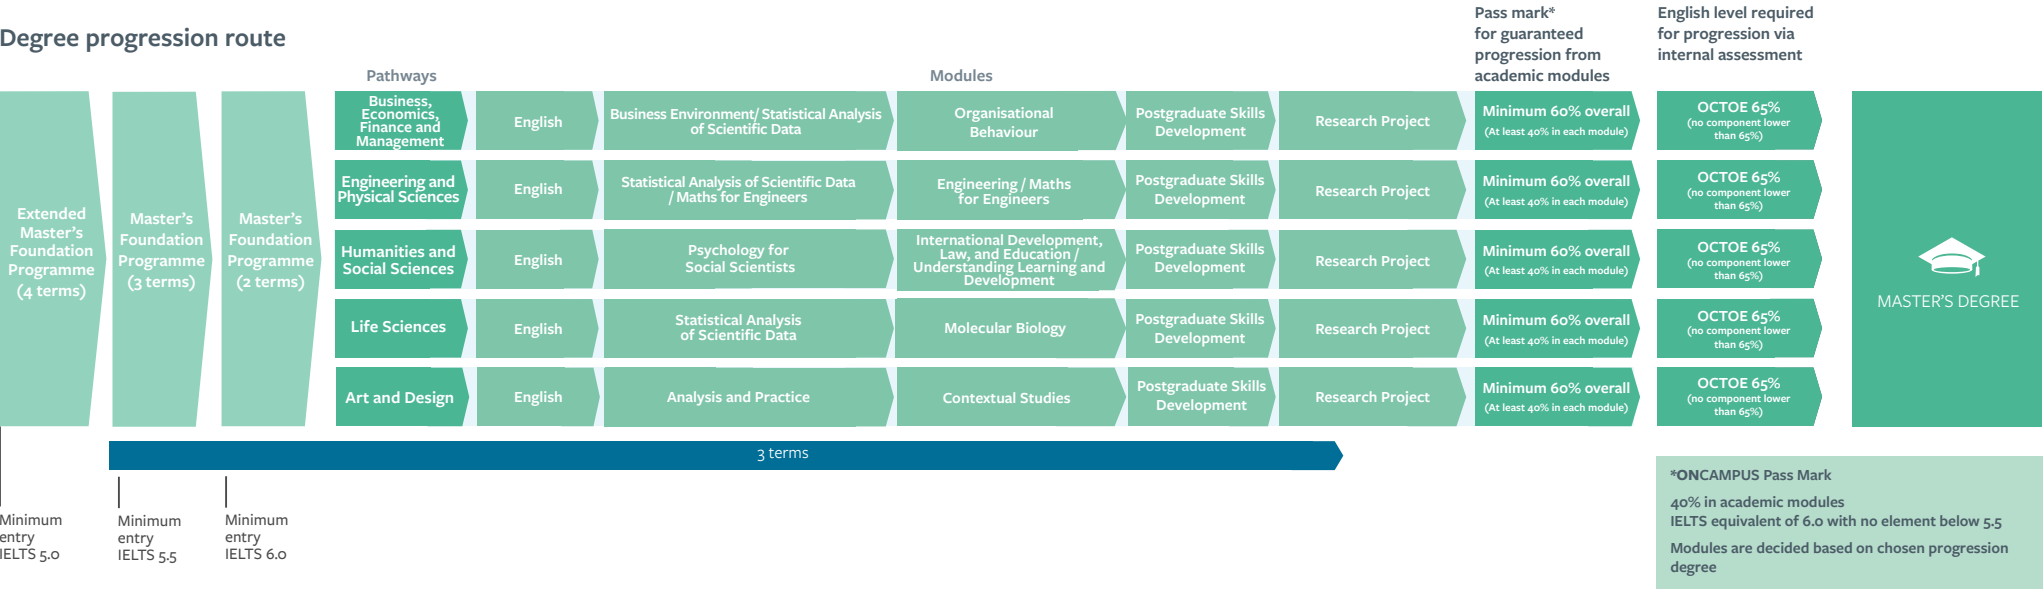 Degree progression route
Pathways
Modules
Pass mark*
for guaranteed
progression from
academic modules
English level required
for progression via
internal assessment
Extended
Master's
Foundation
Programme
(4 terms)
Master's
Foundation
Programme
(3 terms)
Master's
Foundation
Programme
(2 terms)
Business,
Economics,
Finance and
Management
English
Business Environment/ Statistical Analysis
of Scientific Data
Organisational
Behaviour
Postgraduate Skills
Development
Research Project
Minimum 60% overall
(At least 40% in each module)
OCTOE 65%
(no component lower
than 65%)
Engineering and
Physical Sciences
English
Statistical Analysis of Scientific Data
/ Maths for Engineers
Engineering / Maths
for Engineers
Postgraduate Skills
Development
Research Project
Minimum 60% overall
(At least 40% in each module)
OCTOE 65%
(no component lower
than 65%)
Humanities and
Social Sciences
English
Psychology for
Social Scientists
International Development,
Law, and Education /
Understanding Learning and
Development
Postgraduate Skills
Development
Research Project
Minimum 60% overall
(At least 40% in each module)
OCTOE 65%
(no component lower
than 65%)
Life Sciences
English
Statistical Analysis
of Scientific Data
Molecular Biology
Postgraduate Skills
Development
Research Project
Minimum 60% overall
(At least 40% in each module)
OCTOE 65%
(no component lower
than 65%)
Art and Design
English
Analysis and Practice
Contextual Studies
Postgraduate Skills
Development
Research Project
Minimum 60% overall
(At least 40% in each module)
OCTOE 65%
(no component lower
than 65%)
MASTER'S DEGREE
3 terms
Minimum
entry
IELTS 5.0
Minimum
entry
IELTS 5.5
Minimum
entry
IELTS 6.0
*ONCAMPUS Pass Mark
40% in academic modules
IELTS equivalent of 6.0 with no element below 5.5
Modules are decided based on chosen progression
degree